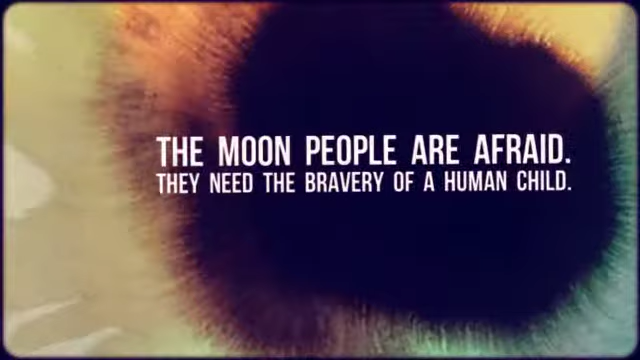 THE MOON PEOPLE ARE AFRAID.
THEY NEED THE BRAVERY OF A HUMAN CHILD.